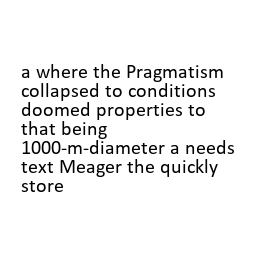 a where the Pragmatism
collapsed to conditions
doomed properties to
that being
1000-m-diameter a needs
text Meager the quickly
store